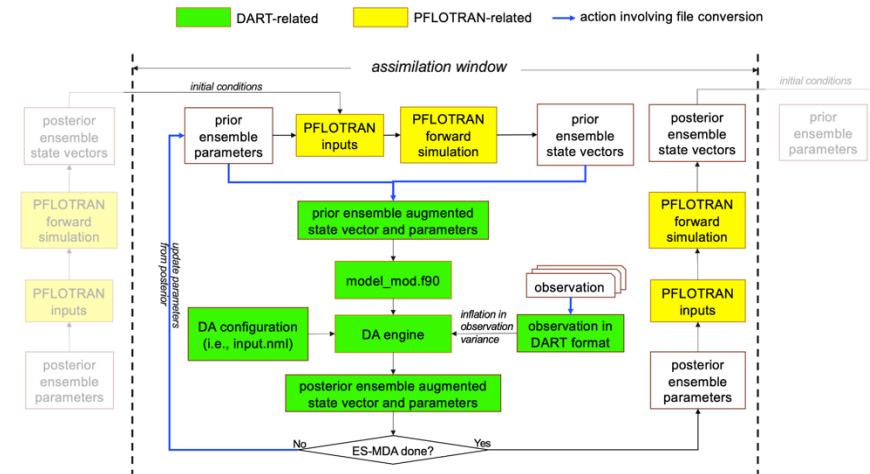 DART-related
PFLOTRAN-related
action involving file conversion
assimilation window
initial conditions
initial conditions
posterior
ensemble
state vectors
PFLOTRAN
forward
simulation
PFLOTRAN
inputs
posterior
ensemble
parameters
update parameters
from posterior
prior
ensemble
parameters
PFLOTRAN
inputs
PFLOTRAN
forward
simulation
prior
ensemble
state vectors
prior ensemble augmented
state vector and parameters
model_mod.f90
observation
DA configuration
(i.e., input.nml)
DA engine
inflation in
observation
variance
observation in
DART format
posterior ensemble augmented
state vector and parameters
No
ES-MDA done?
Yes
posterior
ensemble
state vectors
PFLOTRAN
forward
simulation
PFLOTRAN
inputs
posterior
ensemble
parameters
prior
ensemble
parameters